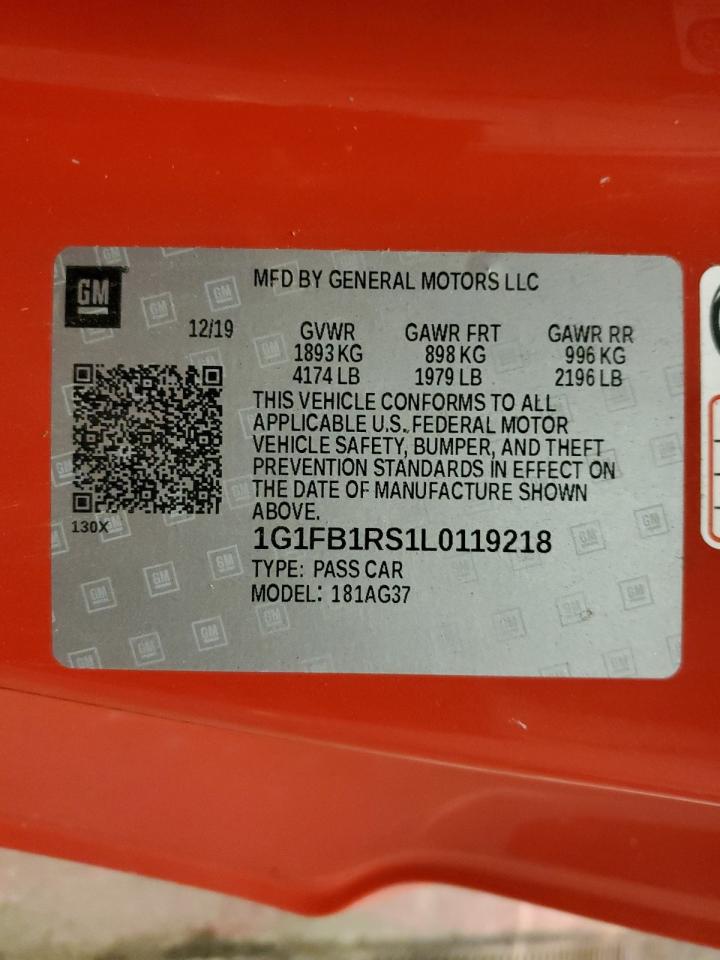 GM
MFD BY GENERAL MOTORS LLC
12/19 GVWR GAWR FRT GAWR RR
1893 KG 898 KG 996 KG
4174 LB 1979 LB 2196 LB
THIS VEHICLE CONFORMS TO ALL
APPLICABLE U.S. FEDERAL MOTOR
VEHICLE SAFETY, BUMPER, AND THEFT
PREVENTION STANDARDS IN EFFECT ON
THE DATE OF MANUFACTURE SHOWN
ABOVE.
130X
1G1FB1RS1L0119218
TYPE: PASS CAR
MODEL: 181AG37